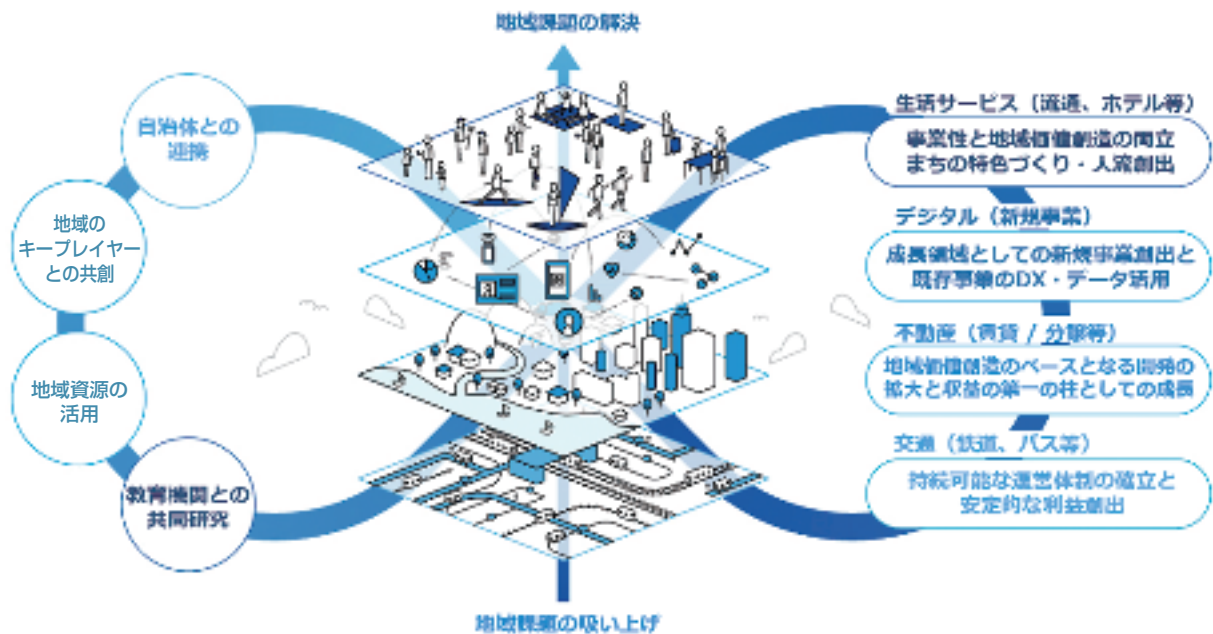 地域課題の解決
自治体との
連携
地域の
キープレイヤー
との共創
地域資源の
活用
教育機関との
共同研究
生活サービス（流通、ホテル等）
事業性と地域価値創造の両立
まちの特色づくり・人流創出
デジタル（新規事業）
成長領域としての新規事業創出と
既存事業のDX・データ活用
不動産（賃貸 / 分譲等）
地域価値創造のベースとなる開発の
拡大と収益の第一の柱としての成長
交通（鉄道、バス等）
持続可能な運営体制の確立と
安定的な利益創出
地域課題の吸い上げ